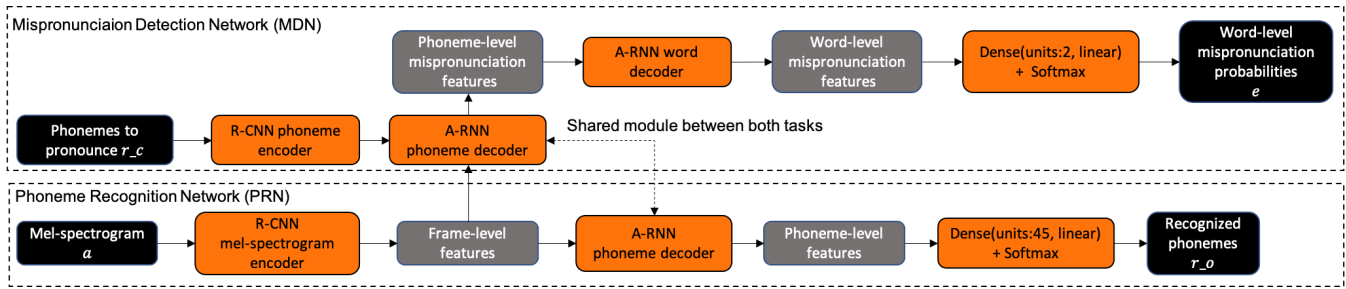 Mispronunciaion Detection Network (MDN)
Phoneme-level
mispronunciation
features
A-RNN word
decoder
Word-level
mispronunciation
features
Dense(units:2, linear)
+ Softmax
Word-level
mispronunciation
probabilities
e
Phonemes to
pronounce r_c
R-CNN phoneme
encoder
A-RNN
phoneme decoder
Shared module between both tasks
Phoneme Recognition Network (PRN)
Mel-spectrogram
a
R-CNN
mel-spectrogram
encoder
Frame-level
features
A-RNN
phoneme decoder
Phoneme-level
features
Dense(units:45, linear)
+ Softmax
Recognized
phonemes
r_o